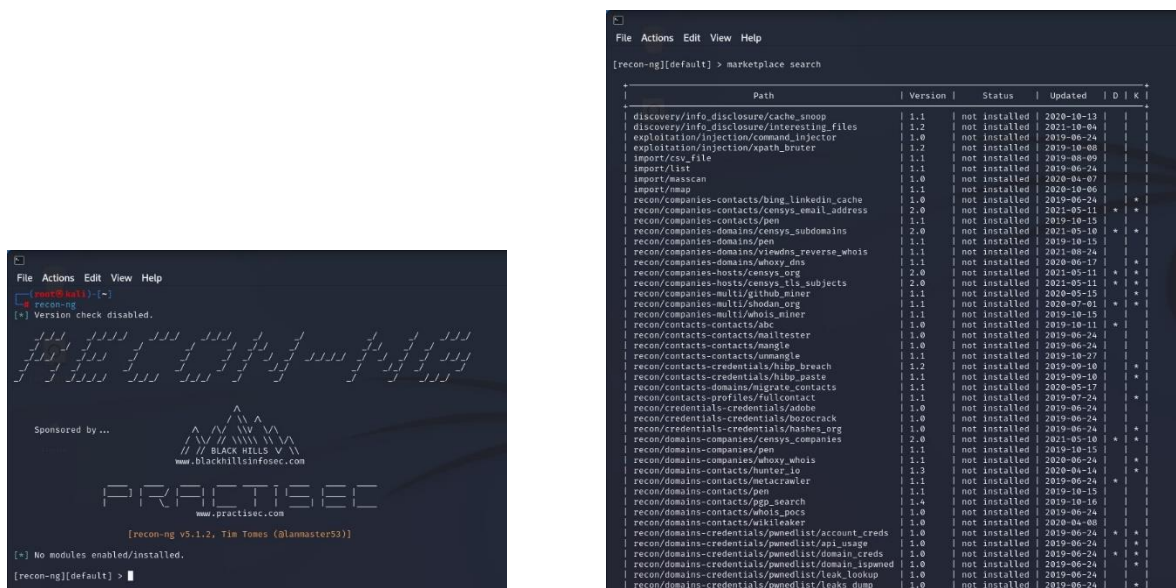 File Actions Edit View Help
(root㉿kali)-[~]
# recon-ng
[*] Version check disabled.
RECON-NG
Sponsored by ...
BLACK HILLS
www.blackhillsinfosec.com
PRACTISEC
www.practisec.com
[recon-ng v5.1.2, Tim Tomes (@lanmaster53)]
[*] No modules enabled/installed.
[recon-ng][default] >
File Actions Edit View Help
[recon-ng][default] > marketplace search
| Path | Version | Status | Updated | D | K |
| discovery/info_disclosure/cache_snoop | 1.1 | not installed | 2020-10-13 | | |
| discovery/info_disclosure/interesting_files | 1.2 | not installed | 2021-10-04 | | |
| exploitation/injection/command_injector | 1.0 | not installed | 2019-06-24 | | |
| exploitation/injection/xpath_bruter | 1.2 | not installed | 2019-10-08 | | |
| import/csv_file | 1.1 | not installed | 2019-08-09 | | |
| import/list | 1.1 | not installed | 2019-06-24 | | |
| import/masscan | 1.0 | not installed | 2020-04-07 | | |
| import/nmap | 1.1 | not installed | 2020-10-06 | | |
| recon/companies-contacts/bing_linkedin_cache | 1.0 | not installed | 2019-06-24 | | * |
| recon/companies-contacts/censys_email_address | 2.0 | not installed | 2021-05-11 | * | * |
| recon/companies-contacts/pen | 1.1 | not installed | 2019-10-15 | | |
| recon/companies-domains/censys_subdomains | 2.0 | not installed | 2021-05-10 | * | * |
| recon/companies-domains/pen | 1.1 | not installed | 2019-10-15 | | |
| recon/companies-domains/viewdns_reverse_whois | 1.1 | not installed | 2021-08-24 | | |
| recon/companies-domains/whoxy_dns | 1.1 | not installed | 2020-06-17 | | * |
| recon/companies-hosts/censys_org | 2.0 | not installed | 2021-05-11 | * | * |
| recon/companies-hosts/censys_tls_subjects | 2.0 | not installed | 2021-05-11 | * | * |
| recon/companies-multi/github_miner | 1.1 | not installed | 2020-05-15 | | * |
| recon/companies-multi/shodan_org | 1.1 | not installed | 2020-07-01 | * | * |
| recon/companies-multi/whois_miner | 1.1 | not installed | 2019-10-15 | | |
| recon/contacts-contacts/abc | 1.0 | not installed | 2019-10-11 | * | |
| recon/contacts-contacts/mailtester | 1.0 | not installed | 2019-06-24 | | |
| recon/contacts-contacts/mangle | 1.0 | not installed | 2019-06-24 | | |
| recon/contacts-contacts/unmangle | 1.1 | not installed | 2019-10-27 | | |
| recon/contacts-credentials/hibp_breach | 1.2 | not installed | 2019-09-10 | | * |
| recon/contacts-credentials/hibp_paste | 1.1 | not installed | 2019-09-10 | | * |
| recon/contacts-domains/migrate_contacts | 1.1 | not installed | 2020-05-17 | | |
| recon/contacts-profiles/fullcontact | 1.1 | not installed | 2019-07-24 | | * |
| recon/credentials-credentials/adobe | 1.0 | not installed | 2019-06-24 | | |
| recon/credentials-credentials/bozocrack | 1.0 | not installed | 2019-06-24 | | |
| recon/credentials-credentials/hashes_org | 1.0 | not installed | 2019-06-24 | | * |
| recon/domains-companies/censys_companies | 2.0 | not installed | 2021-05-10 | * | * |
| recon/domains-companies/pen | 1.1 | not installed | 2019-10-15 | | |
| recon/domains-companies/whoxy_whois | 1.1 | not installed | 2020-06-24 | | * |
| recon/domains-contacts/hunter_io | 1.3 | not installed | 2020-04-14 | | * |
| recon/domains-contacts/metacrawler | 1.1 | not installed | 2019-06-24 | * | |
| recon/domains-contacts/pen | 1.1 | not installed | 2019-10-15 | | |
| recon/domains-contacts/pgp_search | 1.4 | not installed | 2019-10-16 | | |
| recon/domains-contacts/whois_pocs | 1.0 | not installed | 2019-06-24 | | |
| recon/domains-contacts/wikileaker | 1.0 | not installed | 2020-04-08 | | |
| recon/domains-credentials/pwnedlist/account_creds | 1.0 | not installed | 2019-06-24 | * | * |
| recon/domains-credentials/pwnedlist/api_usage | 1.0 | not installed | 2019-06-24 | | * |
| recon/domains-credentials/pwnedlist/domain_creds | 1.0 | not installed | 2019-06-24 | * | * |
| recon/domains-credentials/pwnedlist/domain_ispwned | 1.0 | not installed | 2019-06-24 | | * |
| recon/domains-credentials/pwnedlist/leak_lookup | 1.0 | not installed | 2019-06-24 | | |
| recon/domains-credentials/pwnedlist/leaks_dump | 1.0 | not installed | 2019-06-24 | | * |